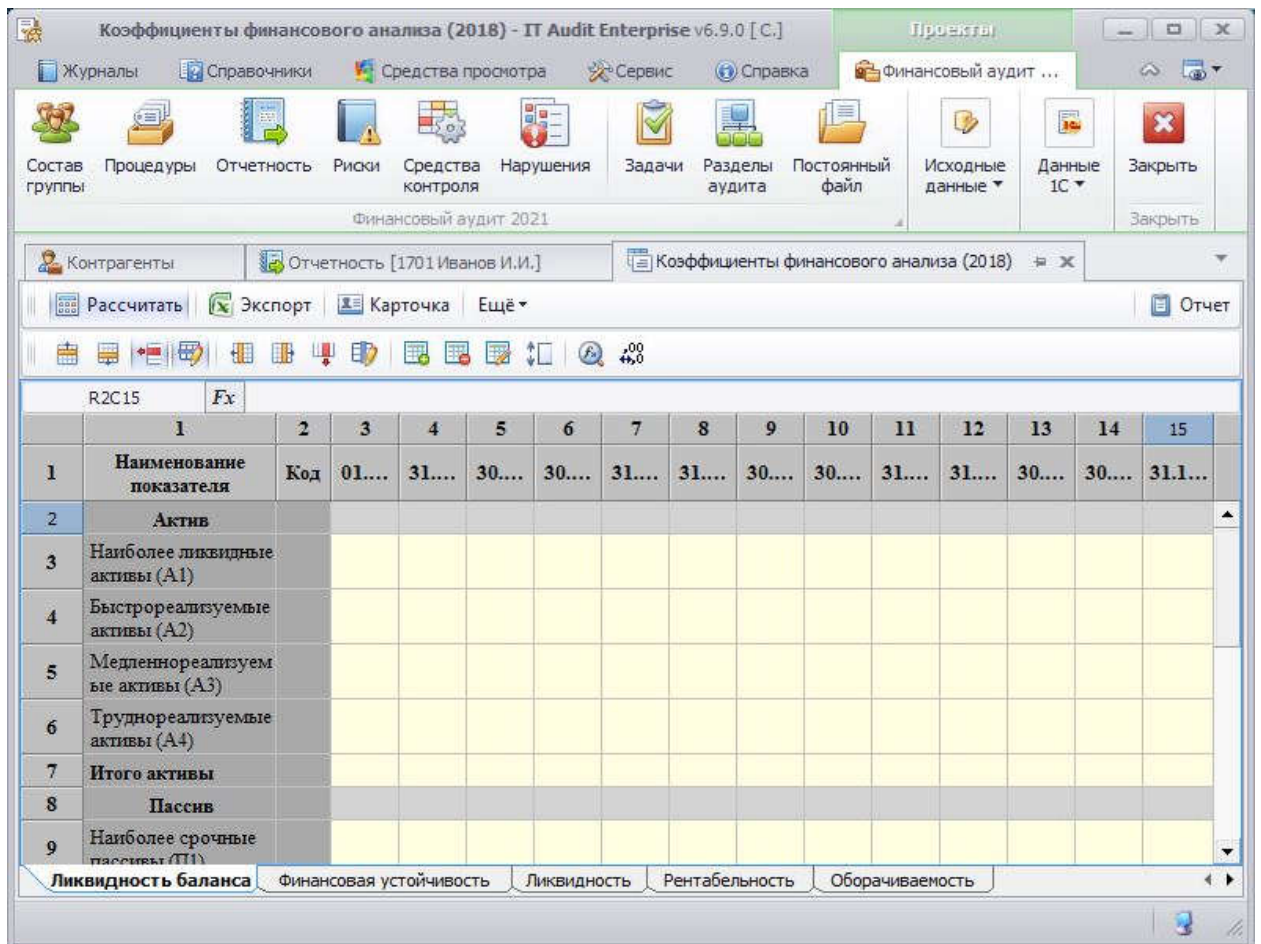 Коэффициенты финансового анализа (2018) - IT Audit Enterprise v6.9.0 [ С.] Проекты
Журналы Справочники Средства просмотра Сервис Справка Финансовый аудит ...
Состав группы Процедуры Отчетность Риски Средства контроля Нарушения Задачи Разделы аудита Постоянный файл Исходные данные Данные 1С Закрыть
Финансовый аудит 2021 Закрыть
Контрагенты Отчетность [1701 Иванов И.И.] Коэффициенты финансового анализа (2018)
Рассчитать Экспорт Карточка Ещё Отчет
R2C15 Fx
1 2 3 4 5 6 7 8 9 10 11 12 13 14 15
1 Наименование показателя Код 01.... 31.... 30.... 30.... 31.... 31.... 30.... 30.... 31.... 31.... 30.... 30.... 31.1...
2 Актив
3 Наиболее ликвидные
активы (А1)
4 Быстрореализуемые
активы (А2)
5 Медленнореализуем
ые активы (А3)
6 Труднореализуемые
активы (А4)
7 Итого активы
8 Пассив
9 Наиболее срочные
пассивы (П1)
Ликвидность баланса Финансовая устойчивость Ликвидность Рентабельность Оборачиваемость